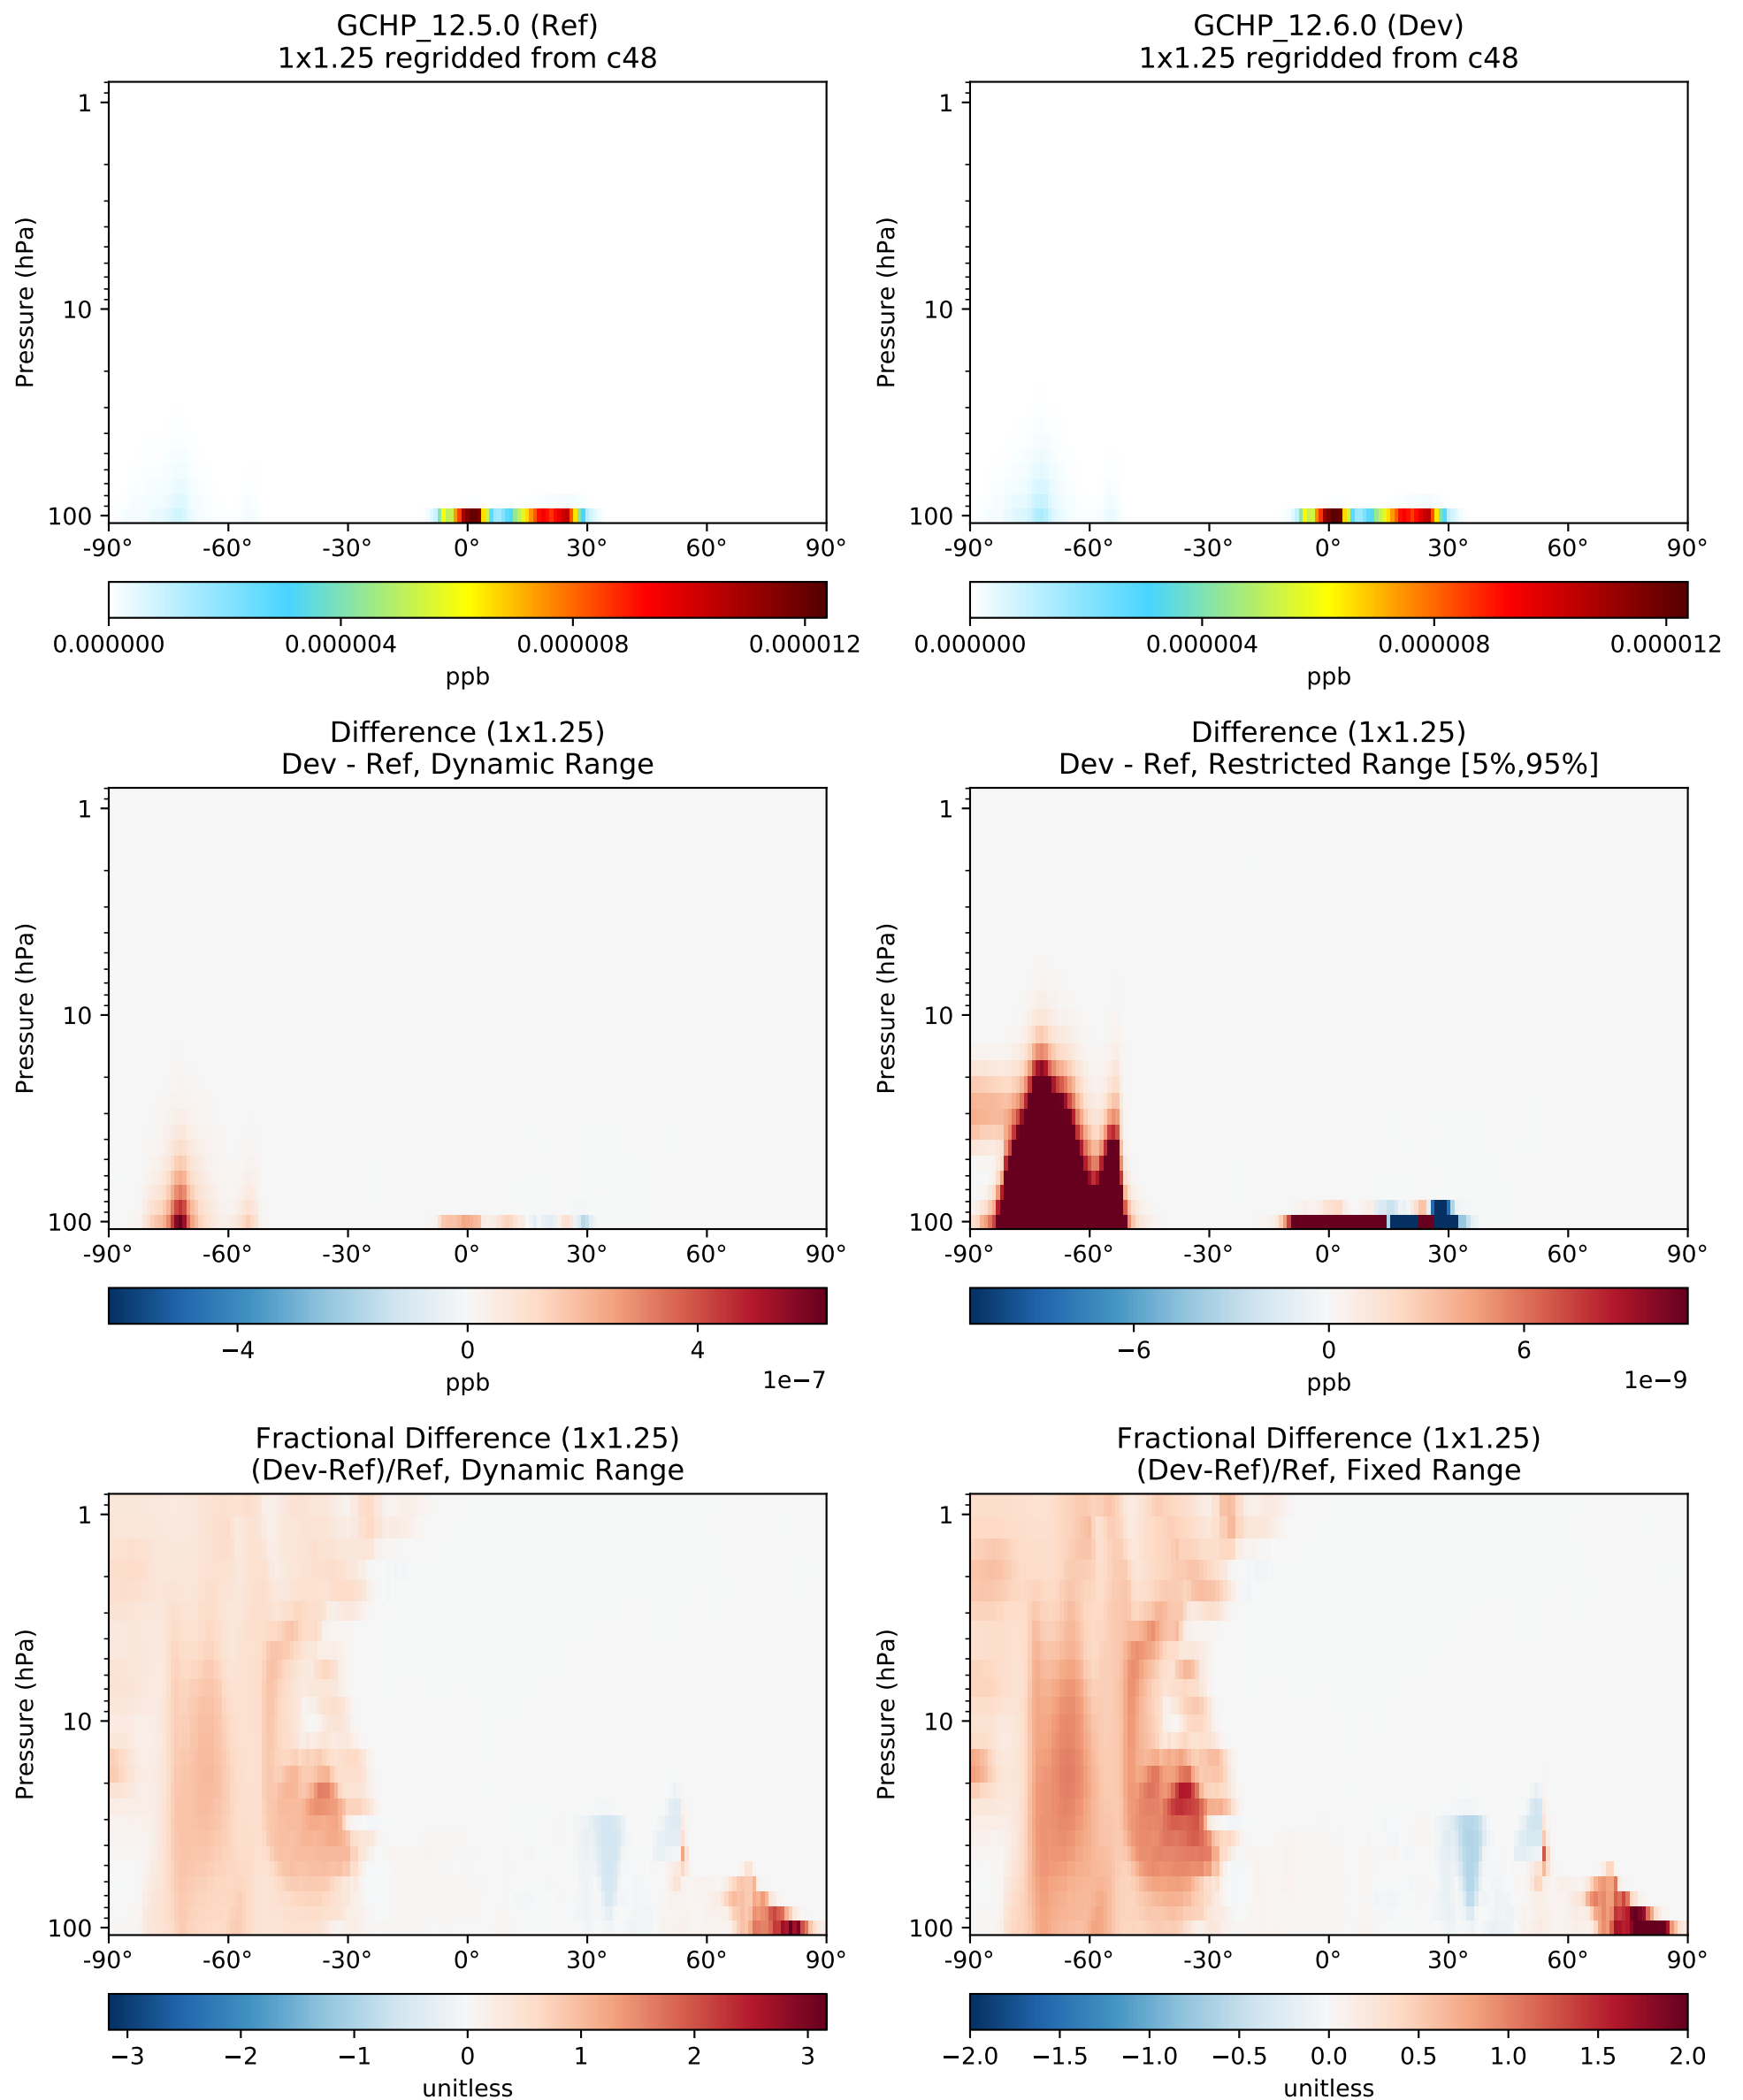 GCHP_12.5.0 (Ref)
1x1.25 regridded from c48
Pressure (hPa)
1
10
100
-90° -60° -30° 0° 30° 60° 90°
0.000000 0.000004 0.000008 0.000012
ppb
GCHP_12.6.0 (Dev)
1x1.25 regridded from c48
Pressure (hPa)
1
10
100
-90° -60° -30° 0° 30° 60° 90°
0.000000 0.000004 0.000008 0.000012
ppb
Difference (1x1.25)
Dev - Ref, Dynamic Range
Pressure (hPa)
1
10
100
-90° -60° -30° 0° 30° 60° 90°
−4 0 4
ppb 1e−7
Difference (1x1.25)
Dev - Ref, Restricted Range [5%,95%]
Pressure (hPa)
1
10
100
-90° -60° -30° 0° 30° 60° 90°
−6 0 6
ppb 1e−9
Fractional Difference (1x1.25)
(Dev-Ref)/Ref, Dynamic Range
Pressure (hPa)
1
10
100
-90° -60° -30° 0° 30° 60° 90°
−3 −2 −1 0 1 2 3
unitless
Fractional Difference (1x1.25)
(Dev-Ref)/Ref, Fixed Range
Pressure (hPa)
1
10
100
-90° -60° -30° 0° 30° 60° 90°
−2.0 −1.5 −1.0 −0.5 0.0 0.5 1.0 1.5 2.0
unitless